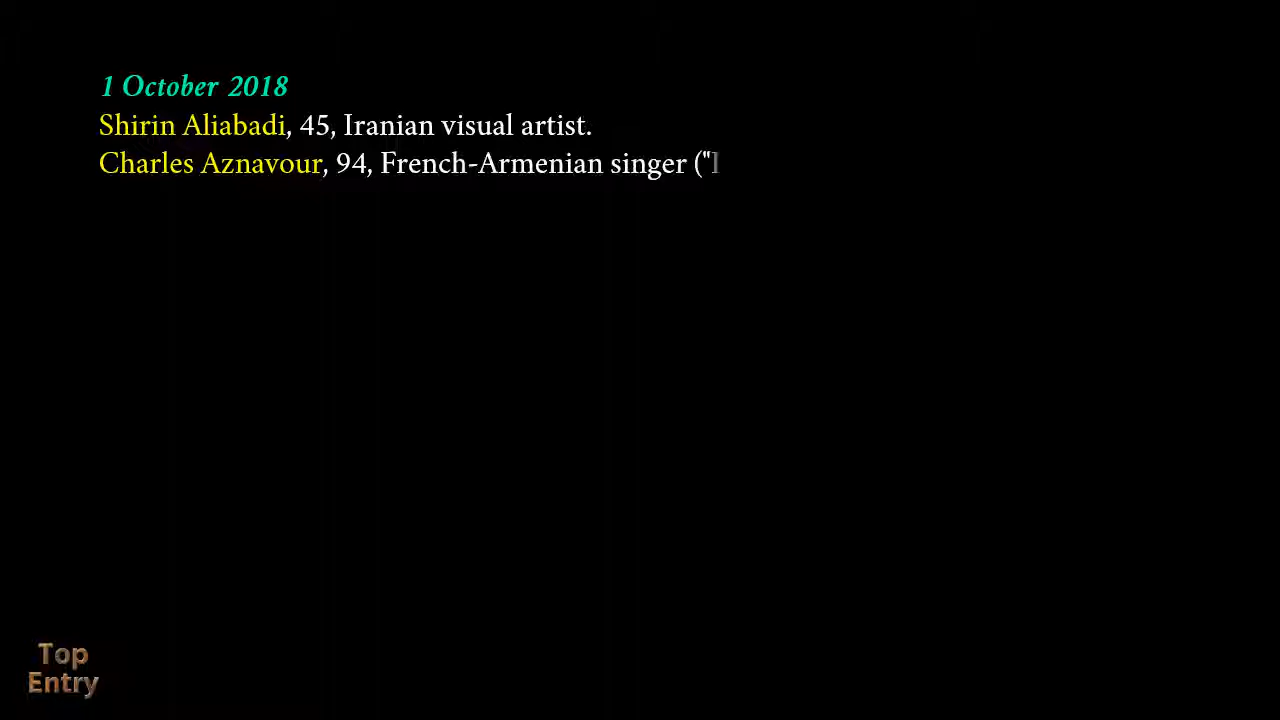 1 October 2018
Shirin Aliabadi, 45, Iranian visual artist.
Charles Aznavour, 94, French-Armenian singer ("
Top
Entry